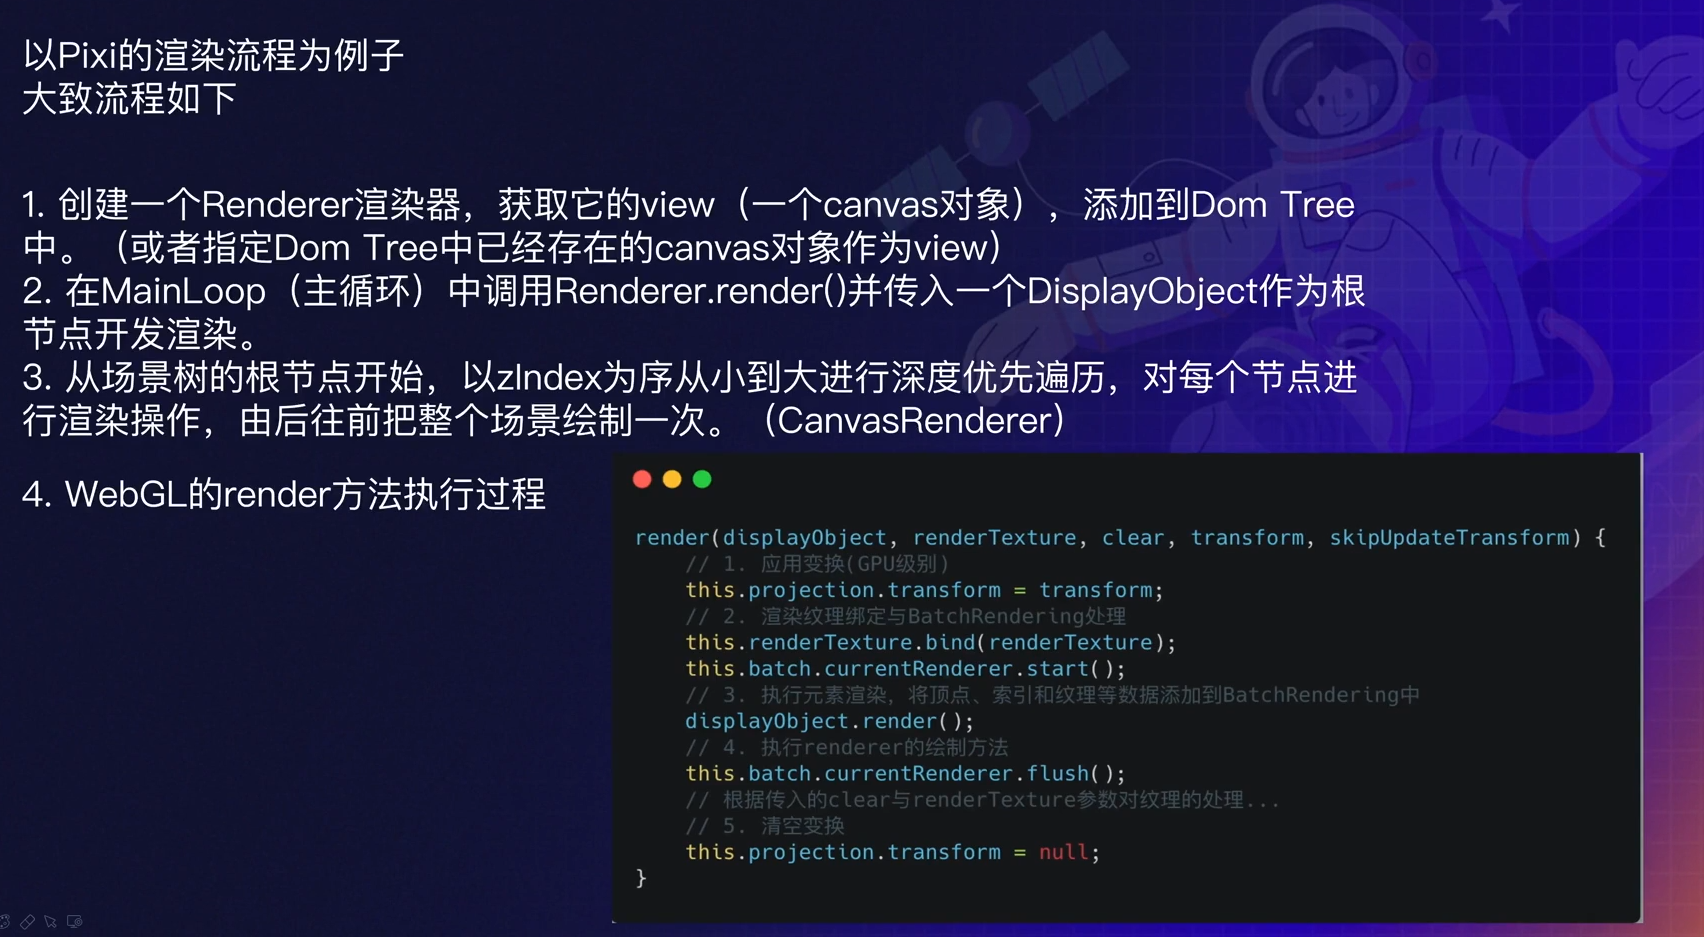 以Pixi的渲染流程为例子
大致流程如下
1. 创建一个Renderer渲染器，获取它的view（一个canvas对象），添加到Dom Tree
中。（或者指定Dom Tree中已经存在的canvas对象作为view）
2. 在MainLoop（主循环）中调用Renderer.render()并传入一个DisplayObject作为根
节点开发渲染。
3. 从场景树的根节点开始，以zIndex为序从小到大进行深度优先遍历，对每个节点进
行渲染操作，由后往前把整个场景绘制一次。（CanvasRenderer）
4. WebGL的render方法执行过程
render(displayObject, renderTexture, clear, transform, skipUpdateTransform) {
// 1. 应用变换(GPU级别)
this.projection.transform = transform;
// 2. 渲染纹理绑定与BatchRendering处理
this.renderTexture.bind(renderTexture);
this.batch.currentRenderer.start();
// 3. 执行元素渲染，将顶点、索引和纹理等数据添加到BatchRendering中
displayObject.render();
// 4. 执行renderer的绘制方法
this.batch.currentRenderer.flush();
// 根据传入的clear与renderTexture参数对纹理的处理...
// 5. 清空变换
this.projection.transform = null;
}